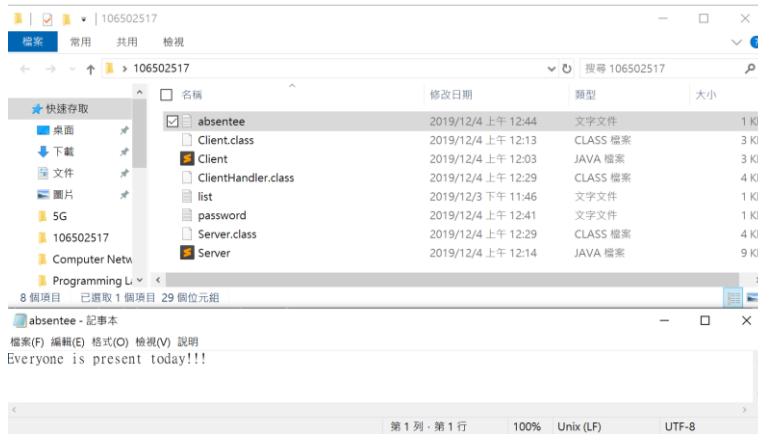 106502517
檔案 常用 共用 檢視
106502517 搜尋 106502517
名稱 修改日期 類型 大小
快速存取
absentee 2019/12/4 上午 12:44 文字文件 1 K
桌面
Client.class 2019/12/4 上午 12:13 CLASS 檔案 3 K
下載
Client 2019/12/4 上午 12:03 JAVA 檔案 3 K
文件
ClientHandler.class 2019/12/4 上午 12:29 CLASS 檔案 4 K
圖片
list 2019/12/3 下午 11:46 文字文件 1 K
5G
password 2019/12/4 上午 12:41 文字文件 1 K
106502517
Server.class 2019/12/4 上午 12:29 CLASS 檔案 4 K
Computer Netw
Server 2019/12/4 上午 12:14 JAVA 檔案 9 K
Programming L
8 個項目 已選取 1 個項目 29 個位元組
absentee - 記事本
檔案(F) 編輯(E) 格式(O) 檢視(V) 說明
Everyone is present today!!!
第 1 列，第 1 行 100% Unix (LF) UTF-8